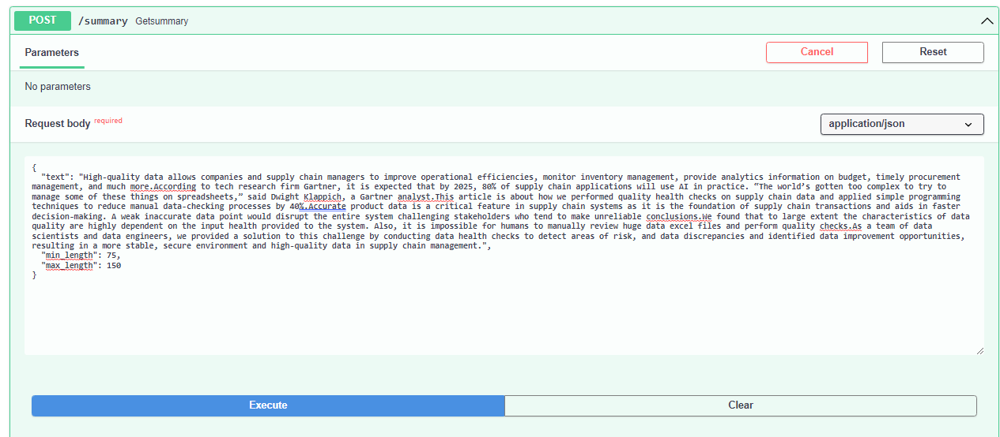 POST /summary Getsummary
Parameters
Cancel
Reset
No parameters
Request body required
application/json
{
"text": "High-quality data allows companies and supply chain managers to improve operational efficiencies, monitor inventory management, provide analytics information on budget, timely procurement
management, and much more.According to tech research firm Gartner, it is expected that by 2025, 80% of supply chain applications will use AI in practice. “The world’s gotten too complex to try to
manage some of these things on spreadsheets,” said Dwight Klappich, a Gartner analyst.This article is about how we performed quality health checks on supply chain data and applied simple programming
techniques to reduce manual data-checking processes by 40%.Accurate product data is a critical feature in supply chain systems as it is the foundation of supply chain transactions and aids in faster
decision-making. A weak inaccurate data point would disrupt the entire system challenging stakeholders who tend to make unreliable conclusions.We found that to large extent the characteristics of data
quality are highly dependent on the input health provided to the system. Also, it is impossible for humans to manually review huge data excel files and perform quality checks.As a team of data
scientists and data engineers, we provided a solution to this challenge by conducting data health checks to detect areas of risk, and data discrepancies and identified data improvement opportunities,
resulting in a more stable, secure environment and high-quality data in supply chain management.",
"min_length": 75,
"max_length": 150
}
Execute
Clear